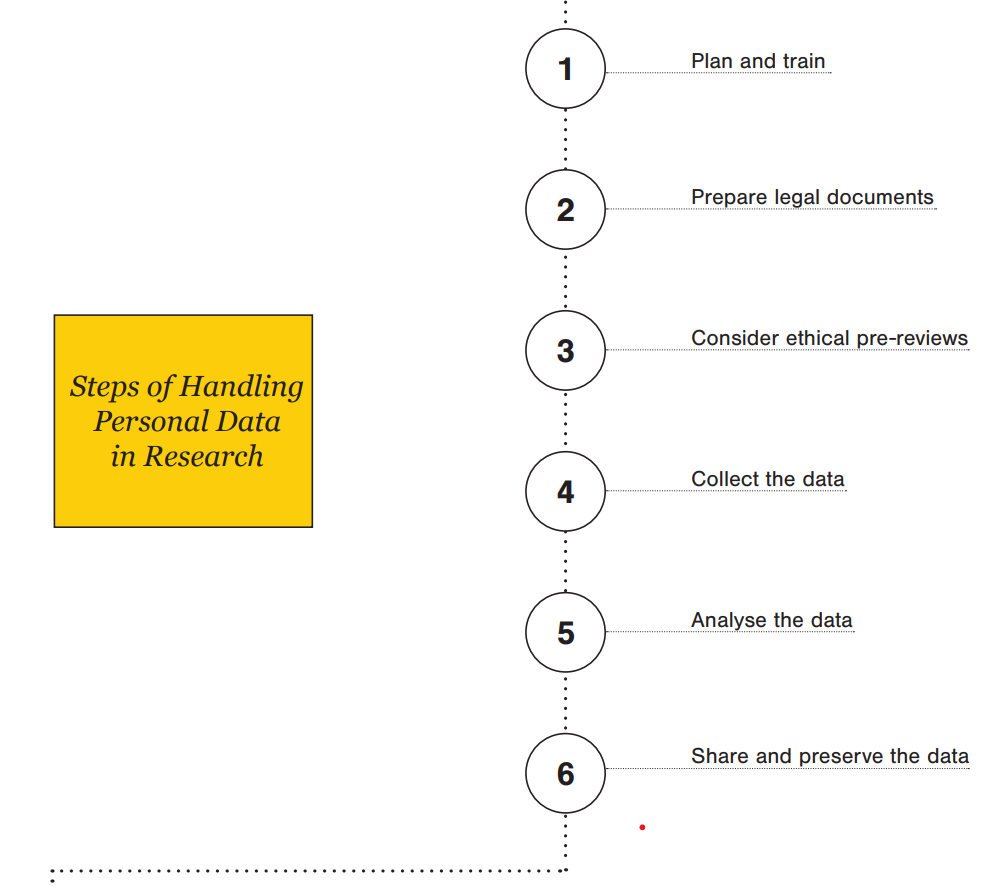 1
Plan and train
2
Prepare legal documents
3
Consider ethical pre-reviews
Steps of Handling
Personal Data
in Research
4
Collect the data
5
Analyse the data
6
Share and preserve the data